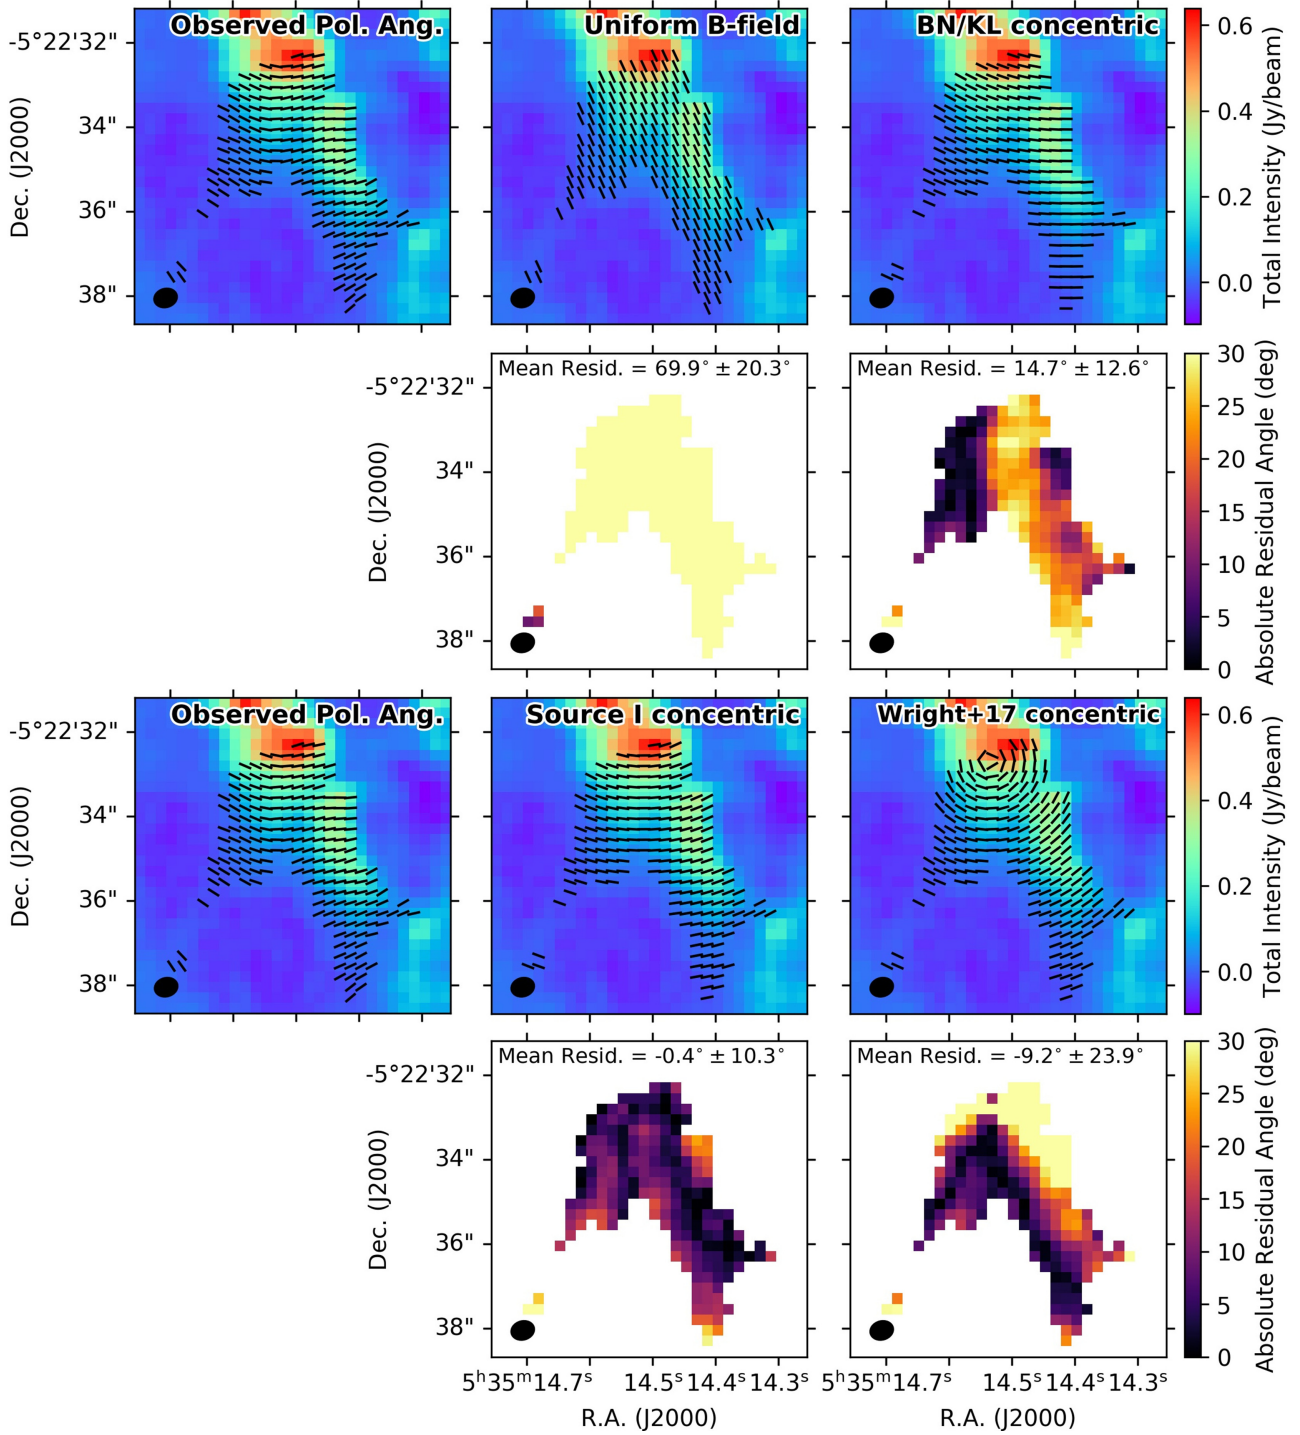 Observed Pol. Ang.
Uniform B-field
BN/KL concentric
-5°22'32"
34"
36"
38"
Dec. (J2000)
0.6
0.4
0.2
0.0
Total Intensity (Jy/beam)
Mean Resid. = 69.9° ± 20.3°
Mean Resid. = 14.7° ± 12.6°
-5°22'32"
34"
36"
38"
Dec. (J2000)
30
25
20
15
10
5
0
Absolute Residual Angle (deg)
Observed Pol. Ang.
Source I concentric
Wright+17 concentric
-5°22'32"
34"
36"
38"
Dec. (J2000)
0.6
0.4
0.2
0.0
Total Intensity (Jy/beam)
Mean Resid. = -0.4° ± 10.3°
Mean Resid. = -9.2° ± 23.9°
-5°22'32"
34"
36"
38"
Dec. (J2000)
30
25
20
15
10
5
0
Absolute Residual Angle (deg)
5ʰ35ᵐ14.7ˢ 14.5ˢ 14.4ˢ 14.3ˢ
5ʰ35ᵐ14.7ˢ 14.5ˢ 14.4ˢ 14.3ˢ
R.A. (J2000)
R.A. (J2000)